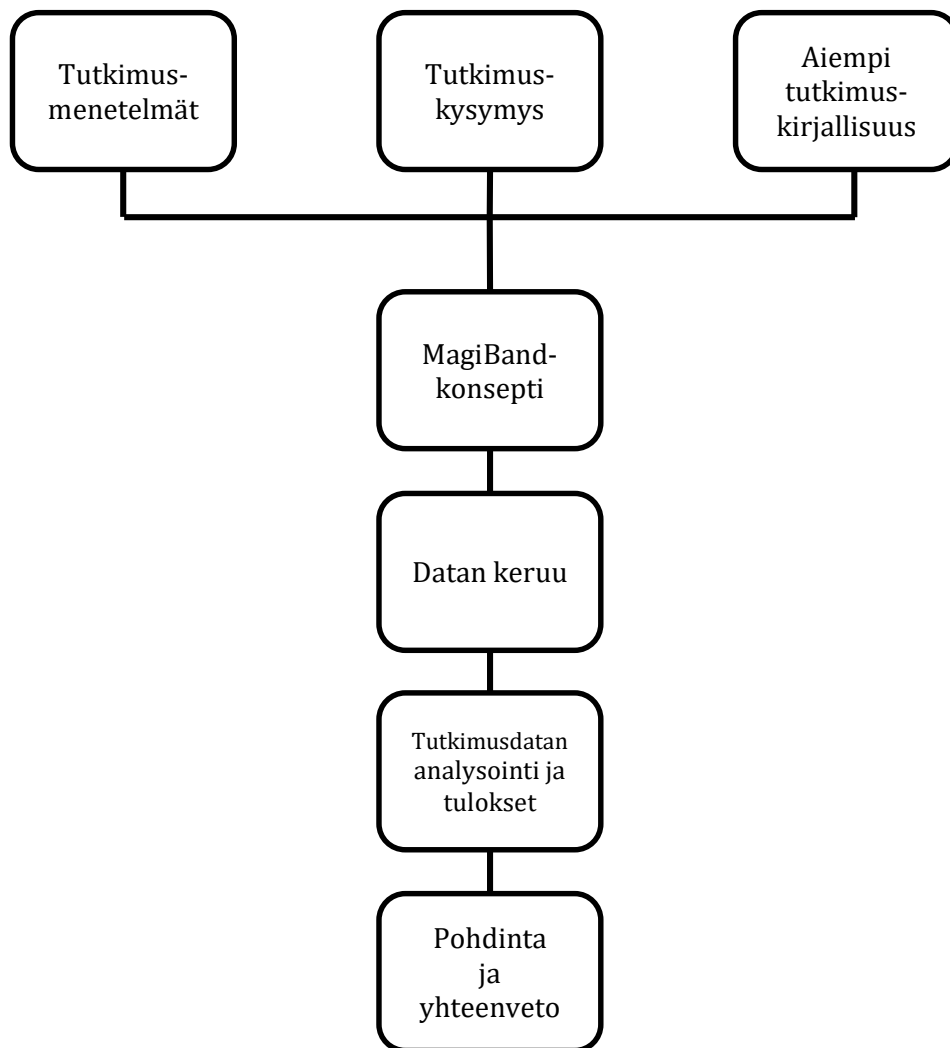 Tutkimus-
menetelmät
Tutkimus-
kysymys
Aiempi
tutkimus-
kirjallisuus
MagiBand-
konsepti
Datan keruu
Tutkimusdatan
analysointi ja
tulokset
Pohdinta
ja
yhteenveto